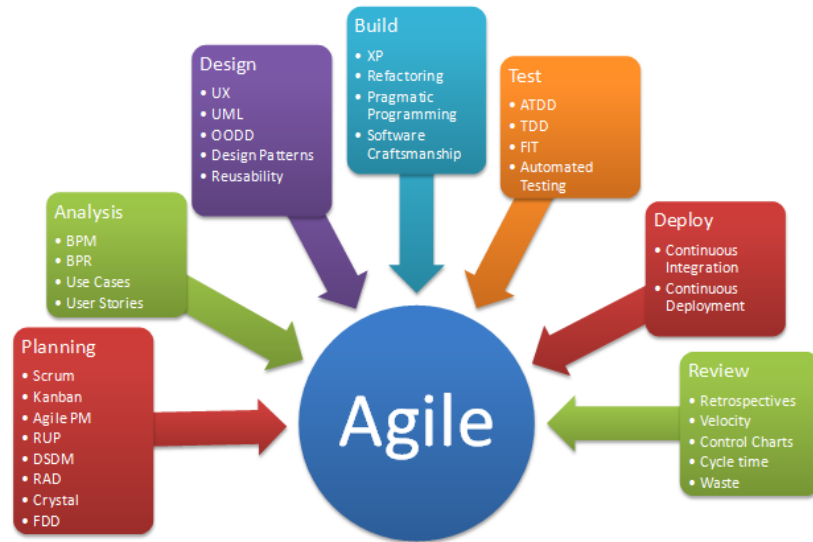 Planning
• Scrum
• Kanban
• Agile PM
• RUP
• DSDM
• RAD
• Crystal
• FDD
Analysis
• BPM
• BPR
• Use Cases
• User Stories
Design
• UX
• UML
• OODD
• Design Patterns
• Reusability
Build
• XP
• Refactoring
• Pragmatic
Programming
• Software
Craftsmanship
Test
• ATDD
• TDD
• FIT
• Automated
Testing
Deploy
• Continuous
Integration
• Continuous
Deployment
Review
• Retrospectives
• Velocity
• Control Charts
• Cycle time
• Waste
Agile